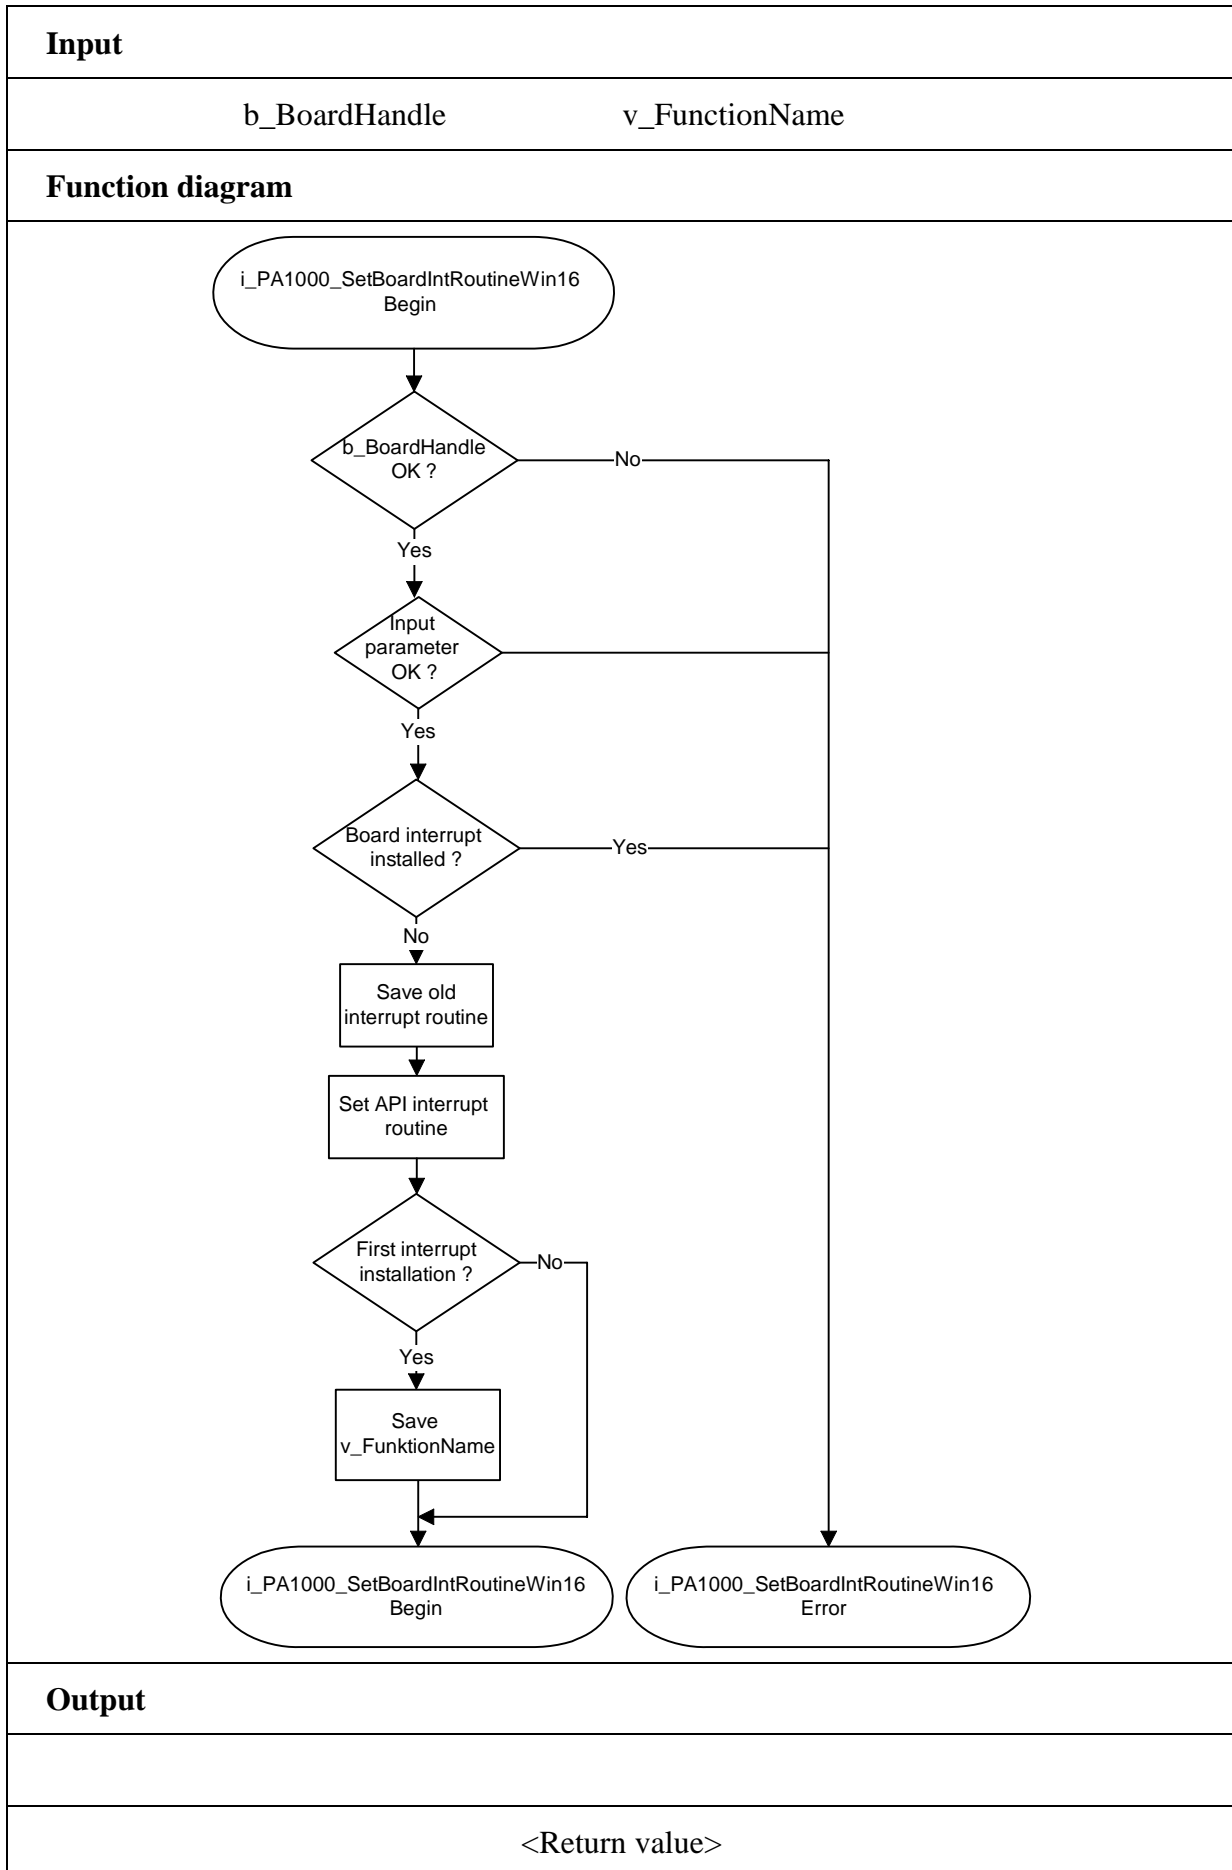 Input
b_BoardHandle v_FunctionName
Function diagram
i_PA1000_SetBoardIntRoutineWin16
Begin
b_BoardHandle
OK ?
No
Yes
Input
parameter
OK ?
Yes
Board interrupt
installed ?
Yes
No
Save old
interrupt routine
Set API interrupt
routine
First interrupt
installation ?
No
Yes
Save
v_FunktionName
i_PA1000_SetBoardIntRoutineWin16
Begin
i_PA1000_SetBoardIntRoutineWin16
Error
Output
<Return value>